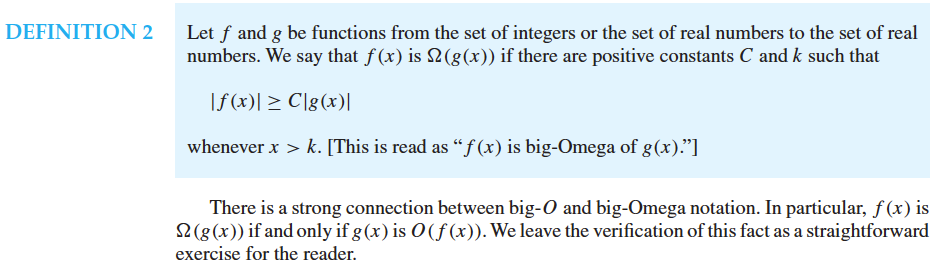 DEFINITION 2 Let f and g be functions from the set of integers or the set of real numbers to the set of real
numbers. We say that f(x) is Ω(g(x)) if there are positive constants C and k such that
|f(x)| ≥ C|g(x)|
whenever x > k. [This is read as “f(x) is big-Omega of g(x).”]
There is a strong connection between big-O and big-Omega notation. In particular, f(x) is
Ω(g(x)) if and only if g(x) is O(f(x)). We leave the verification of this fact as a straightforward
exercise for the reader.